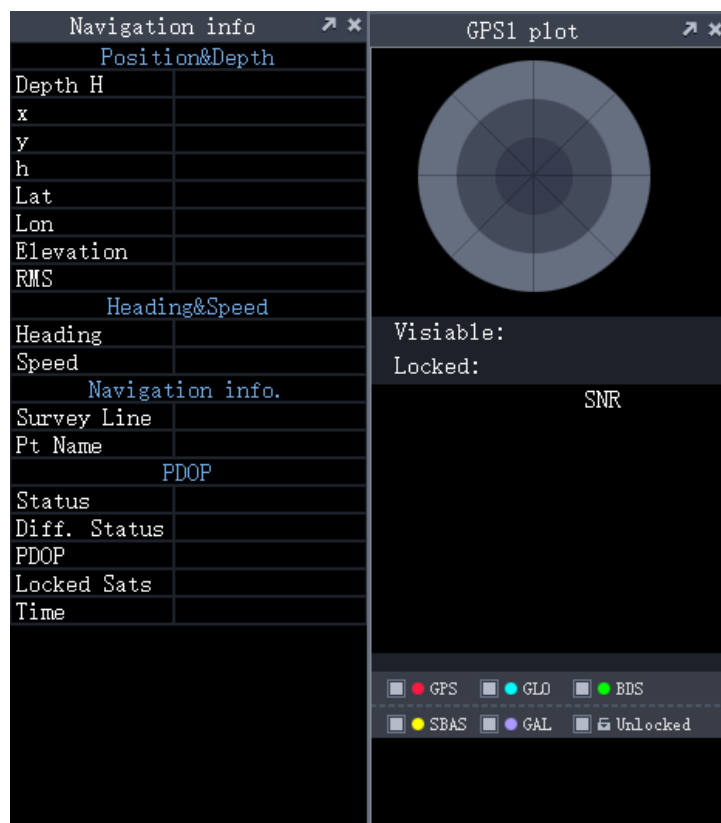 Navigation info
Position&Depth
Depth H
x
y
h
Lat
Lon
Elevation
RMS
Heading&Speed
Heading
Speed
Navigation info.
Survey Line
Pt Name
PDOP
Status
Diff. Status
PDOP
Locked Sats
Time
GPS1 plot
Visiable:
Locked:
SNR
GPS GLO BDS
SBAS GAL Unlocked